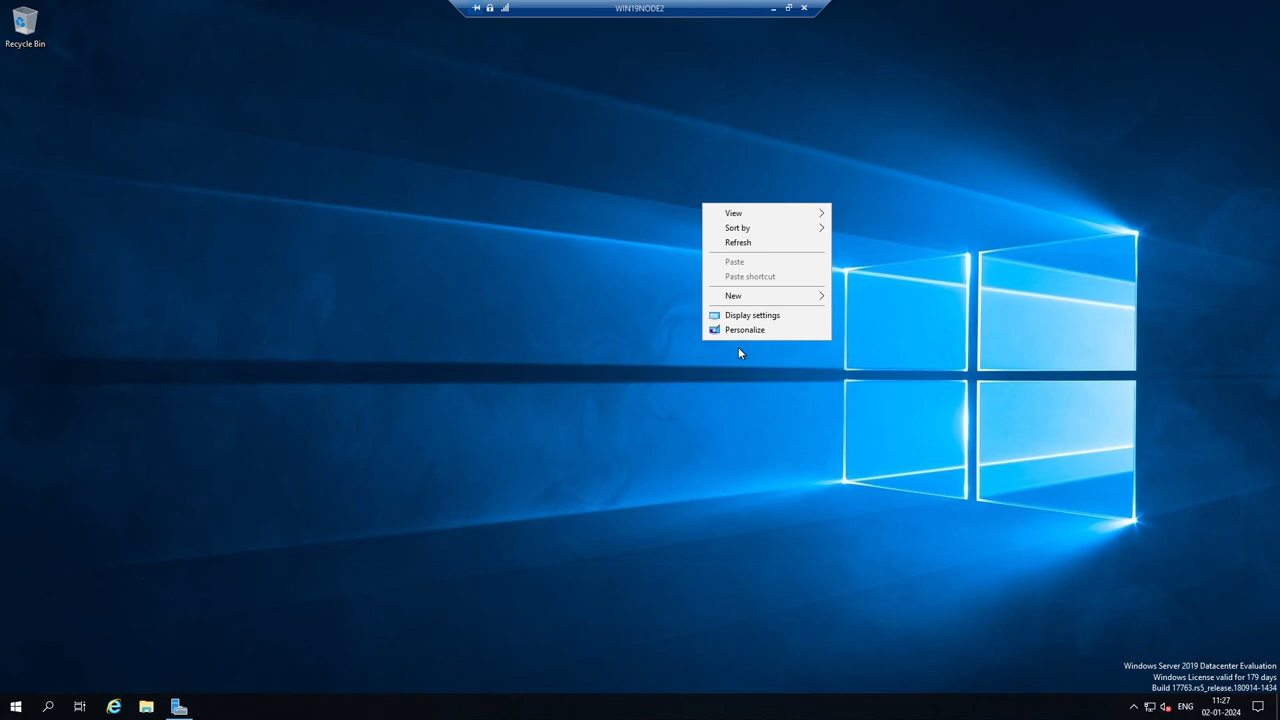 WIN19NODE2
Recycle Bin
View
Sort by
Refresh
Paste
Paste shortcut
New
Display settings
Personalize
Windows Server 2019 Datacenter Evaluation
Windows License valid for 179 days
Build 17763.rs5_release.180914-1434
ENG
11:27
02-01-2024